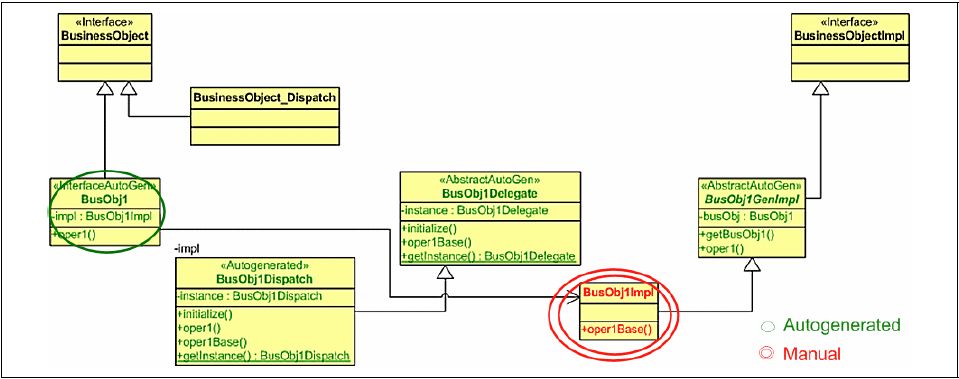 «Interface»
BusinessObject
«Interface»
BusinessObjectImpl
BusinessObject_Dispatch
«InterfaceAutoGen»
BusObj1
-impl : BusObj1Impl
+oper1()
«AbstractAutoGen»
BusObj1Delegate
-instance : BusObj1Delegate
+initialize()
+oper1Base()
+getInstance() : BusObj1Delegate
«AbstractAutoGen»
BusObj1GenImpl
-busObj : BusObj1
+getBusObj1()
+oper1()
-impl
«Autogenerated»
BusObj1Dispatch
-instance : BusObj1Dispatch
+initialize()
+oper1()
+oper1Base()
+getInstance() : BusObj1Dispatch
BusObj1Impl
+oper1Base()
Autogenerated
Manual